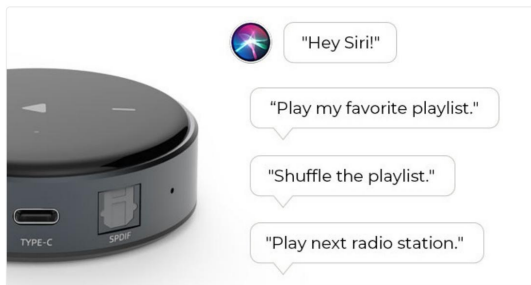 "Hey Siri!"
“Play my favorite playlist."
"Shuffle the playlist."
"Play next radio station."
TYPE-C
SPDIF